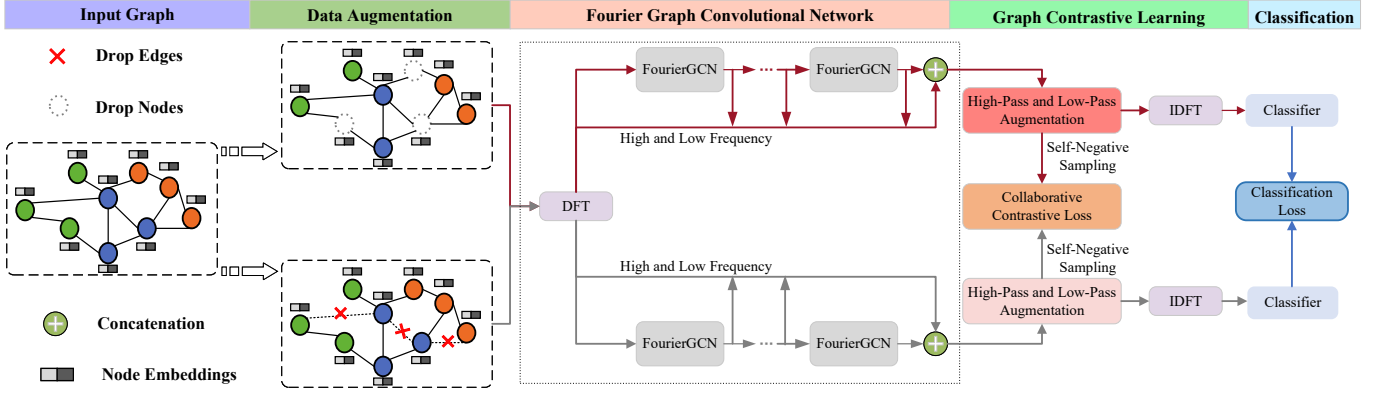 Input Graph
Data Augmentation
Fourier Graph Convolutional Network
Graph Contrastive Learning
Classification
Drop Edges
Drop Nodes
Concatenation
Node Embeddings
DFT
FourierGCN
...
FourierGCN
High and Low Frequency
High and Low Frequency
FourierGCN
...
FourierGCN
High-Pass and Low-Pass
Augmentation
IDFT
Classifier
Self-Negative
Sampling
Collaborative
Contrastive Loss
Classification
Loss
Self-Negative
Sampling
High-Pass and Low-Pass
Augmentation
IDFT
Classifier